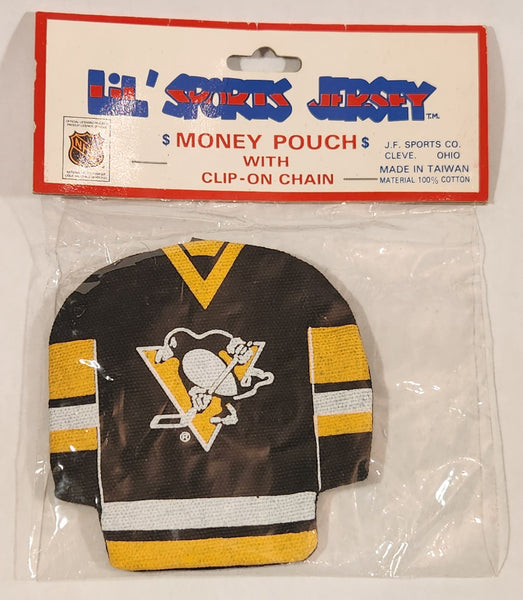 LIL' SPORTS JERSEY T.M.
$ MONEY POUCH $
WITH
CLIP-ON CHAIN
J.F. SPORTS CO.
CLEVE. OHIO
MADE IN TAIWAN
MATERIAL 100% COTTON
NHL
®